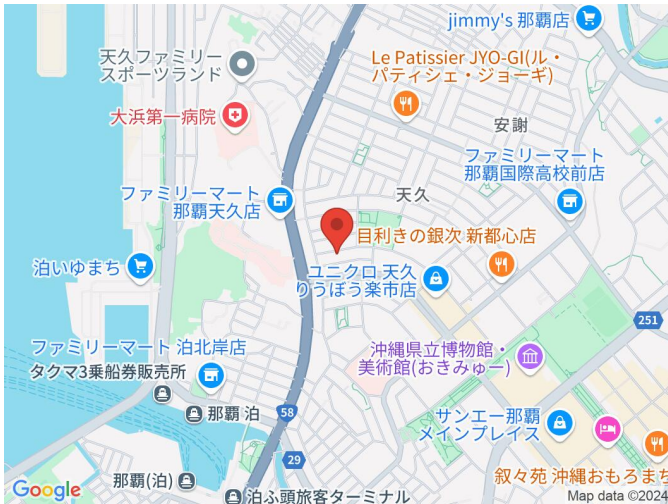 jimmy's 那覇店
天久ファミリー
スポーツランド
Le Patissier JYO-GI(ル・
パティシェ・ジョーギ)
大浜第一病院
安謝
ファミリーマート
那覇国際高校前店
ファミリーマート
那覇天久店
天久
目利きの銀次 新都心店
泊いゆまち
ユニクロ 天久
りうぼう楽市店
251
ファミリーマート 泊北岸店
沖縄県立博物館・
美術館(おきみゅー)
タクマ3乗船券販売所
那覇 泊
58
サンエー那覇
メインプレイス
29
那覇(泊)
叙々苑 沖縄おもろまち
Google
泊ふ頭旅客ターミナル
Map data ©2024